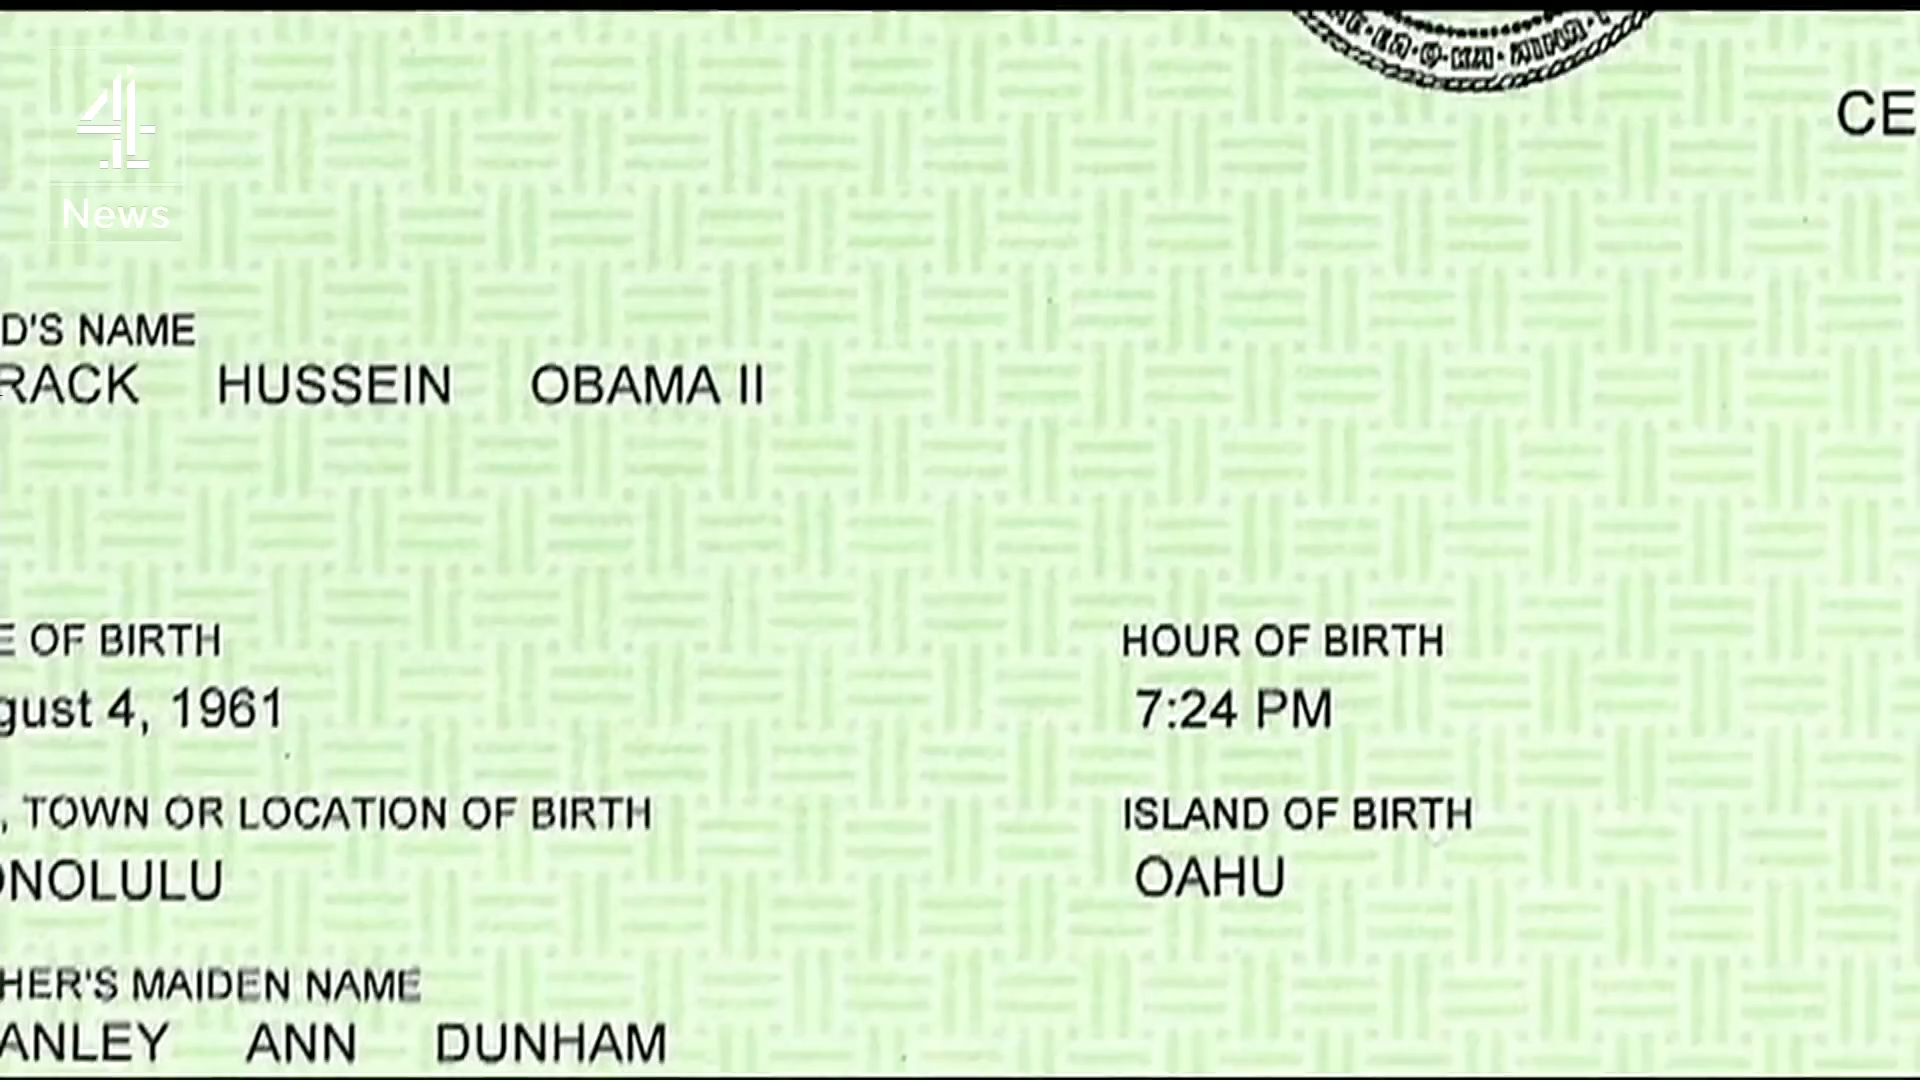 CE
News
D'S NAME
RACK HUSSEIN OBAMA II
E OF BIRTH
HOUR OF BIRTH
gust 4, 1961
7:24 PM
, TOWN OR LOCATION OF BIRTH
ISLAND OF BIRTH
ONOLULU
OAHU
HER'S MAIDEN NAME
ANLEY ANN DUNHAM